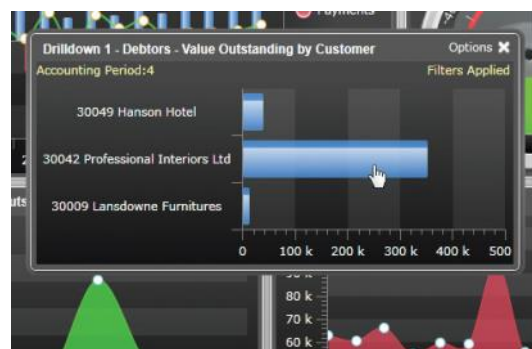 Payments
Drilldown 1 - Debtors - Value Outstanding by Customer Options
Accounting Period:4 Filters Applied
30049 Hanson Hotel
30042 Professional Interiors Ltd
30009 Lansdowne Furnitures
0 100 k 200 k 300 k 400 k 500
80 k
70 k
60 k